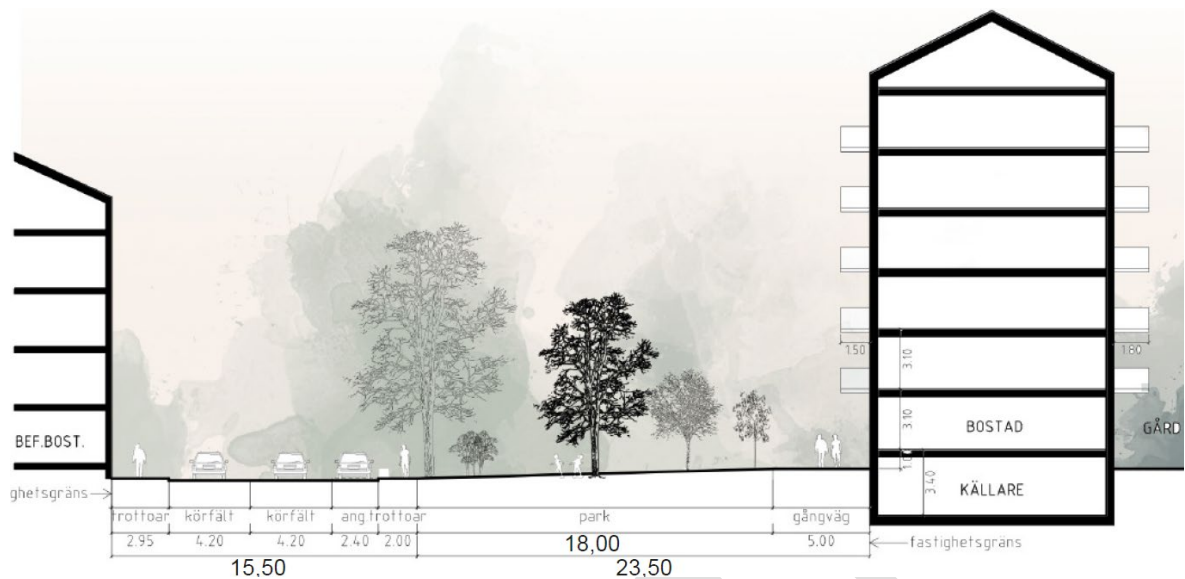 BEF.BOST.
BOSTAD
GÅRD
KÄLLARE
1.50
1.80
3.10
3.10
3.40
ghetsgräns
trottoar körfält körfält ang. trottoar park gångväg
2.95 4.20 4.20 2.40 2.00 18,00 5.00
fastighetsgräns
15,50 23,50